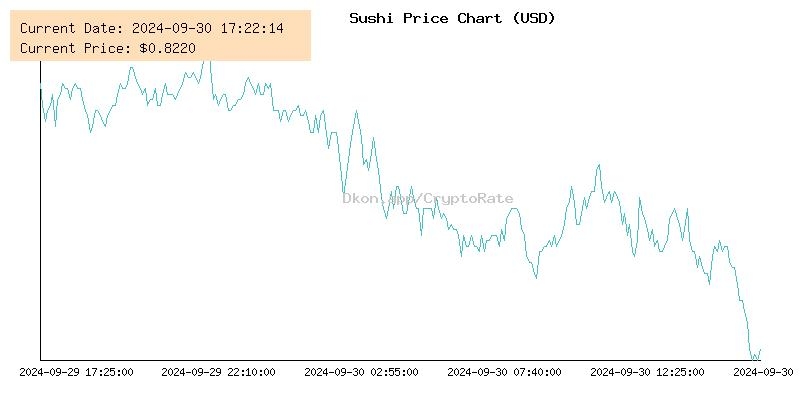 Sushi Price Chart (USD)
Current Date: 2024-09-30 17:22:14
Current Price: $0.8220
Dkon.app/CryptoRate
2024-09-29 17:25:00
2024-09-29 22:10:00
2024-09-30 02:55:00
2024-09-30 07:40:00
2024-09-30 12:25:00
2024-09-30